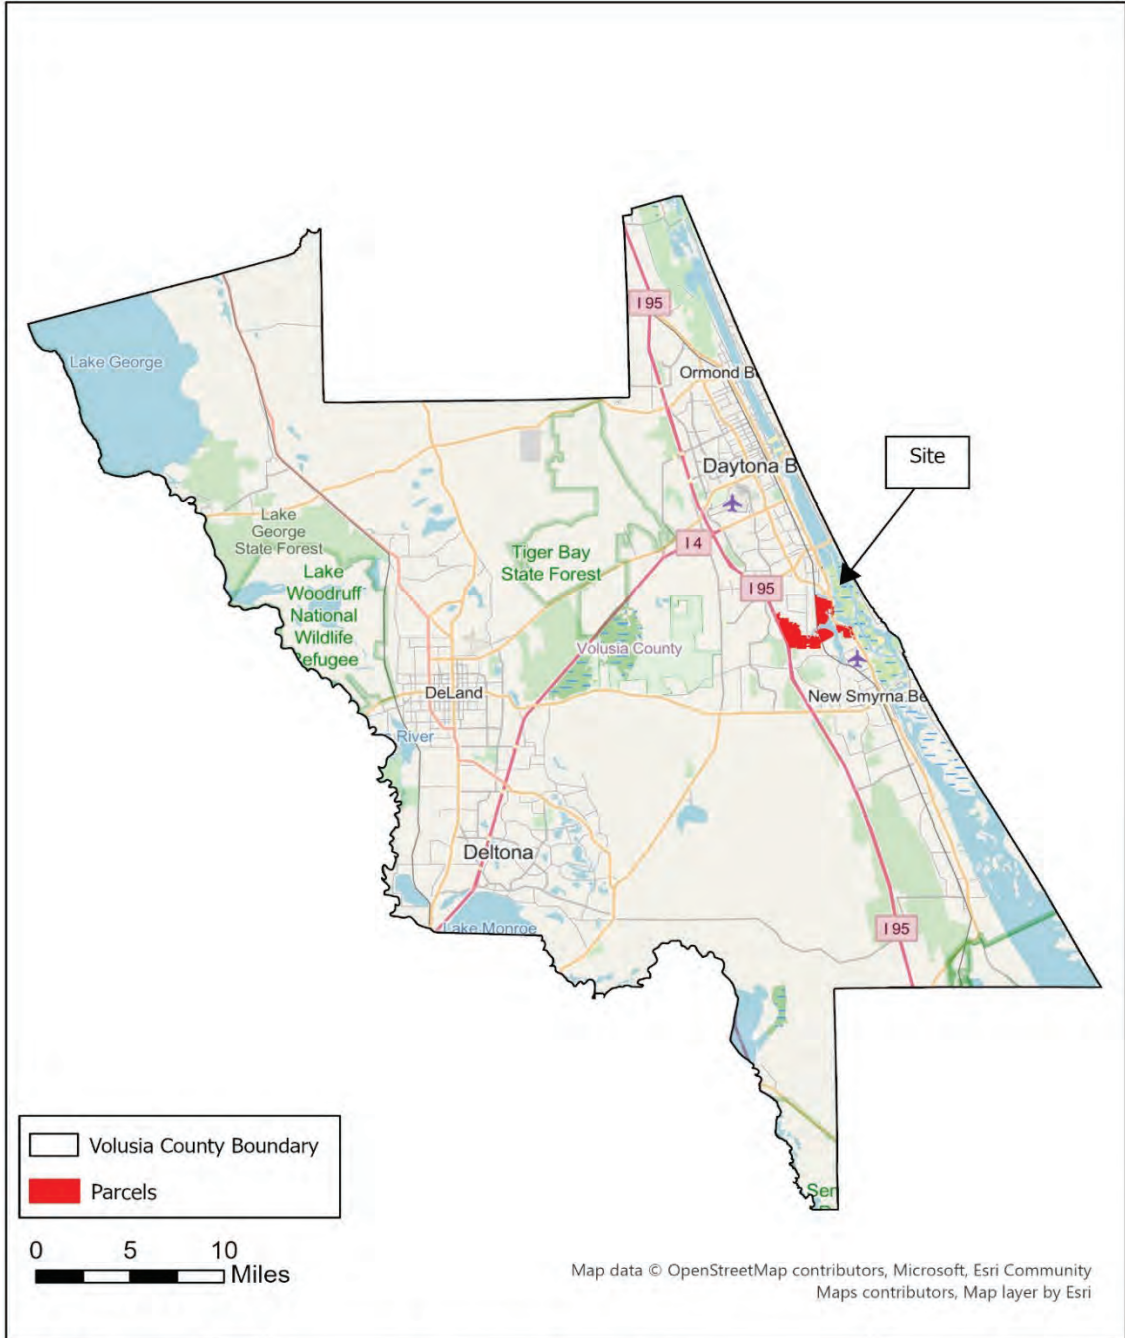 I 95
Lake George
Ormond B
Daytona B
Site
Lake
George
State Forest
I 4
Tiger Bay
State Forest
I 95
Lake
Woodruff
National
Wildlife
Refugee
Volusia County
DeLand
New Smyrna Be
River
Deltona
Lake Monroe
I 95
Volusia County Boundary
Parcels
Ser
0 5 10
Miles
Map data © OpenStreetMap contributors, Microsoft, Esri Community
Maps contributors, Map layer by Esri